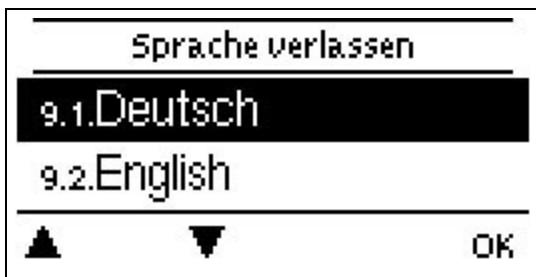 Sprache verlassen
9.1.Deutsch
9.2.English
▲ ▼ OK